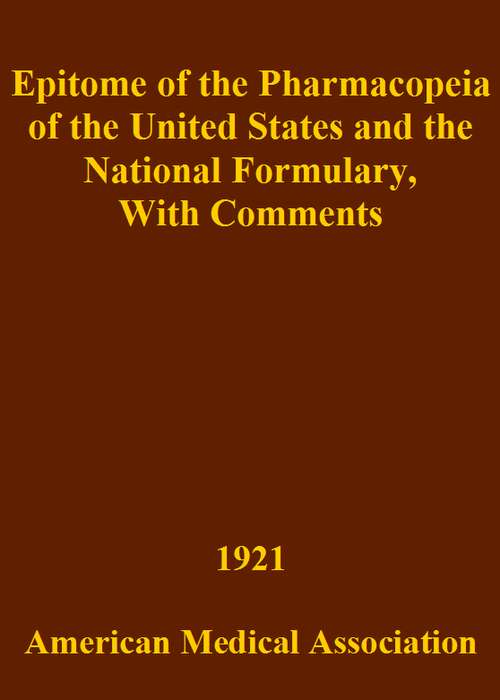 Epitome of the Pharmacopeia
of the United States and the
National Formulary,
With Comments
1921
American Medical Association